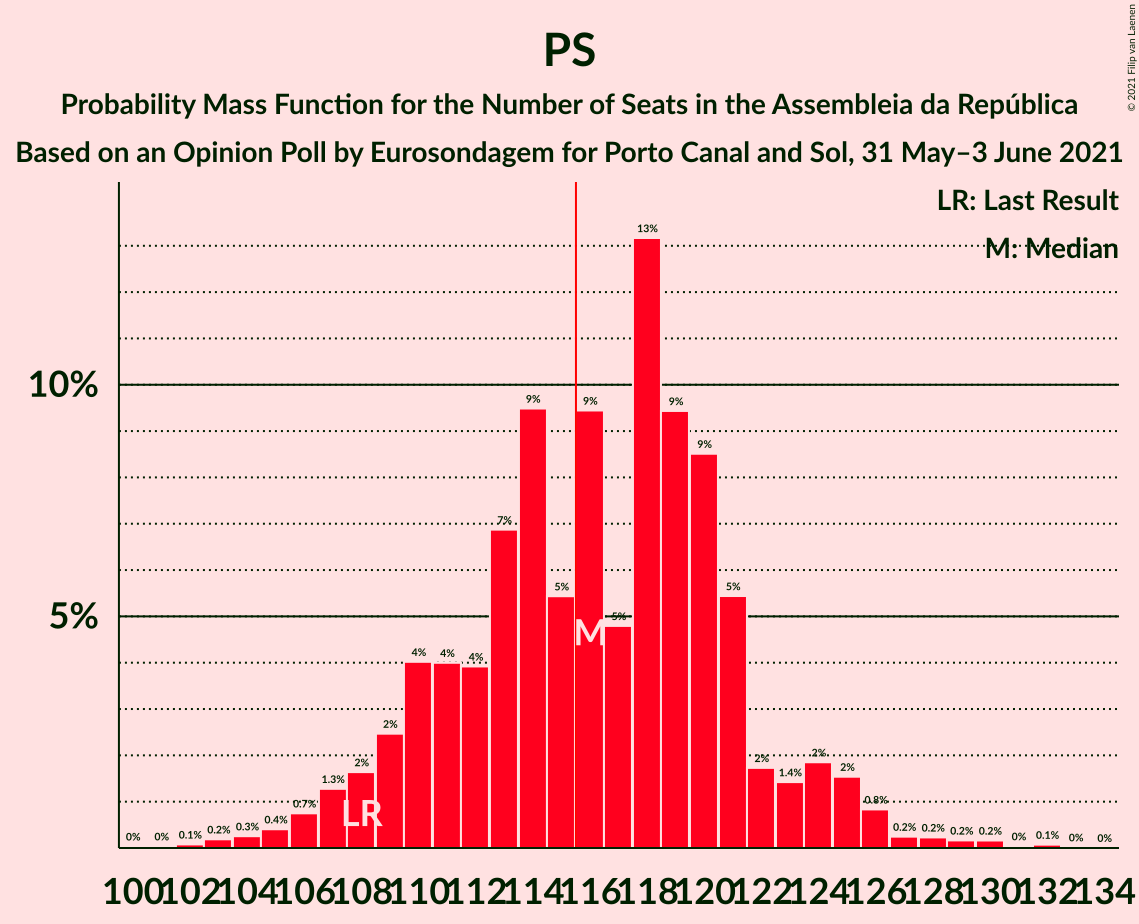 PS
Probability Mass Function for the Number of Seats in the Assembleia da República
Based on an Opinion Poll by Eurosondagem for Porto Canal and Sol, 31 May–3 June 2021
© 2021 Filip van Laenen
LR: Last Result
M: Median
10%
5%
0% 0% 0.1% 0.2% 0.3% 0.4% 0.7% 1.3% 2% 2% 4% 4% 4% 7% 9% 5% 9% 5% 13% 9% 9% 5% 2% 1.4% 2% 2% 0.8% 0.2% 0.2% 0.2% 0.2% 0% 0.1% 0% 0%
LR
M
100 102 104 106 108 110 112 114 116 118 120 122 124 126 128 130 132 134